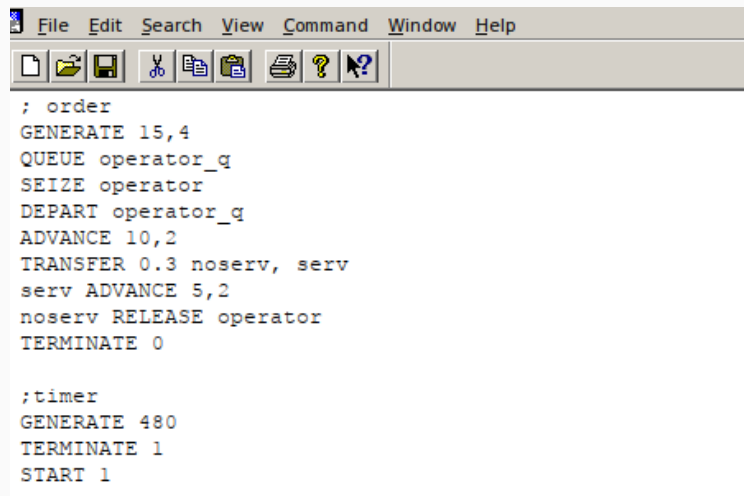 File Edit Search View Command Window Help
; order
GENERATE 15,4
QUEUE operator_q
SEIZE operator
DEPART operator_q
ADVANCE 10,2
TRANSFER 0.3 noserv, serv
serv ADVANCE 5,2
noserv RELEASE operator
TERMINATE 0
;timer
GENERATE 480
TERMINATE 1
START 1